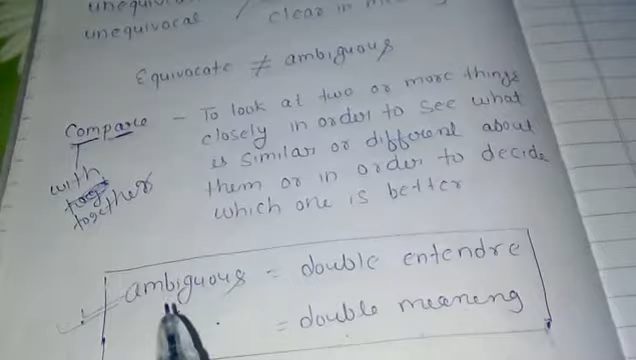 unequivocal / clear in
Equivocate ≠ ambiguous
Compare - To look at two or more things
closely in order to see what
is similar or different about
them or in order to decide
which one is better
with
together
ambiguous = double entendre
= double meaneng